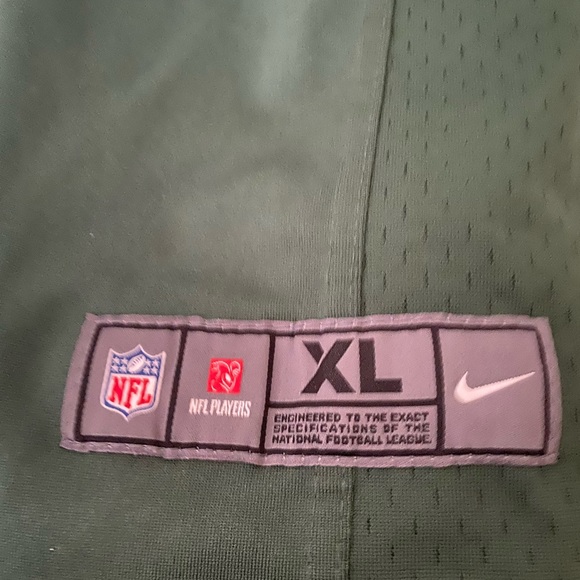 NFL
NFL PLAYERS
XL
ENGINEERED TO THE EXACT
SPECIFICATIONS OF THE
NATIONAL FOOTBALL LEAGUE.